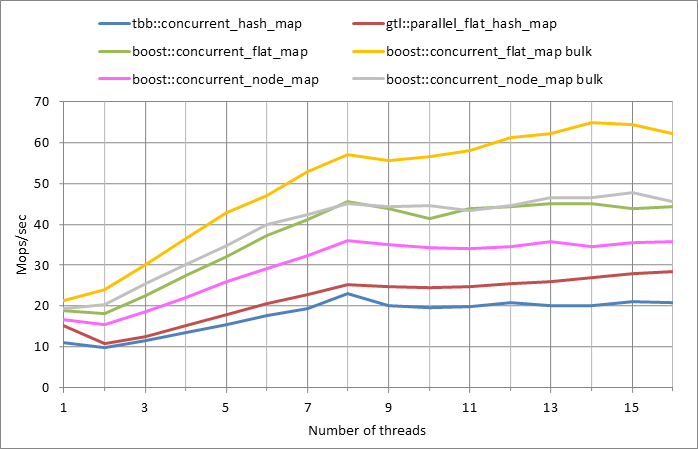 tbb::concurrent_hash_map gtl::parallel_flat_hash_map
boost::concurrent_flat_map boost::concurrent_flat_map bulk
boost::concurrent_node_map boost::concurrent_node_map bulk
70
60
50
40
30
20
10
0
Mops/sec
1 3 5 7 9 11 13 15
Number of threads